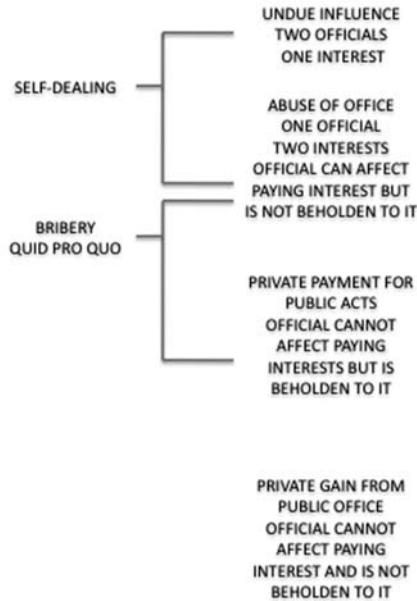 UNDUE INFLUENCE
TWO OFFICIALS
ONE INTEREST
SELF-DEALING
ABUSE OF OFFICE
ONE OFFICIAL
TWO INTERESTS
OFFICIAL CAN AFFECT
PAYING INTEREST BUT
IS NOT BEHOLDEN TO IT
BRIBERY
QUID PRO QUO
PRIVATE PAYMENT FOR
PUBLIC ACTS
OFFICIAL CANNOT
AFFECT PAYING
INTERESTS BUT IS
BEHOLDEN TO IT
PRIVATE GAIN FROM
PUBLIC OFFICE
OFFICIAL CANNOT
AFFECT PAYING
INTEREST AND IS NOT
BEHOLDEN TO IT